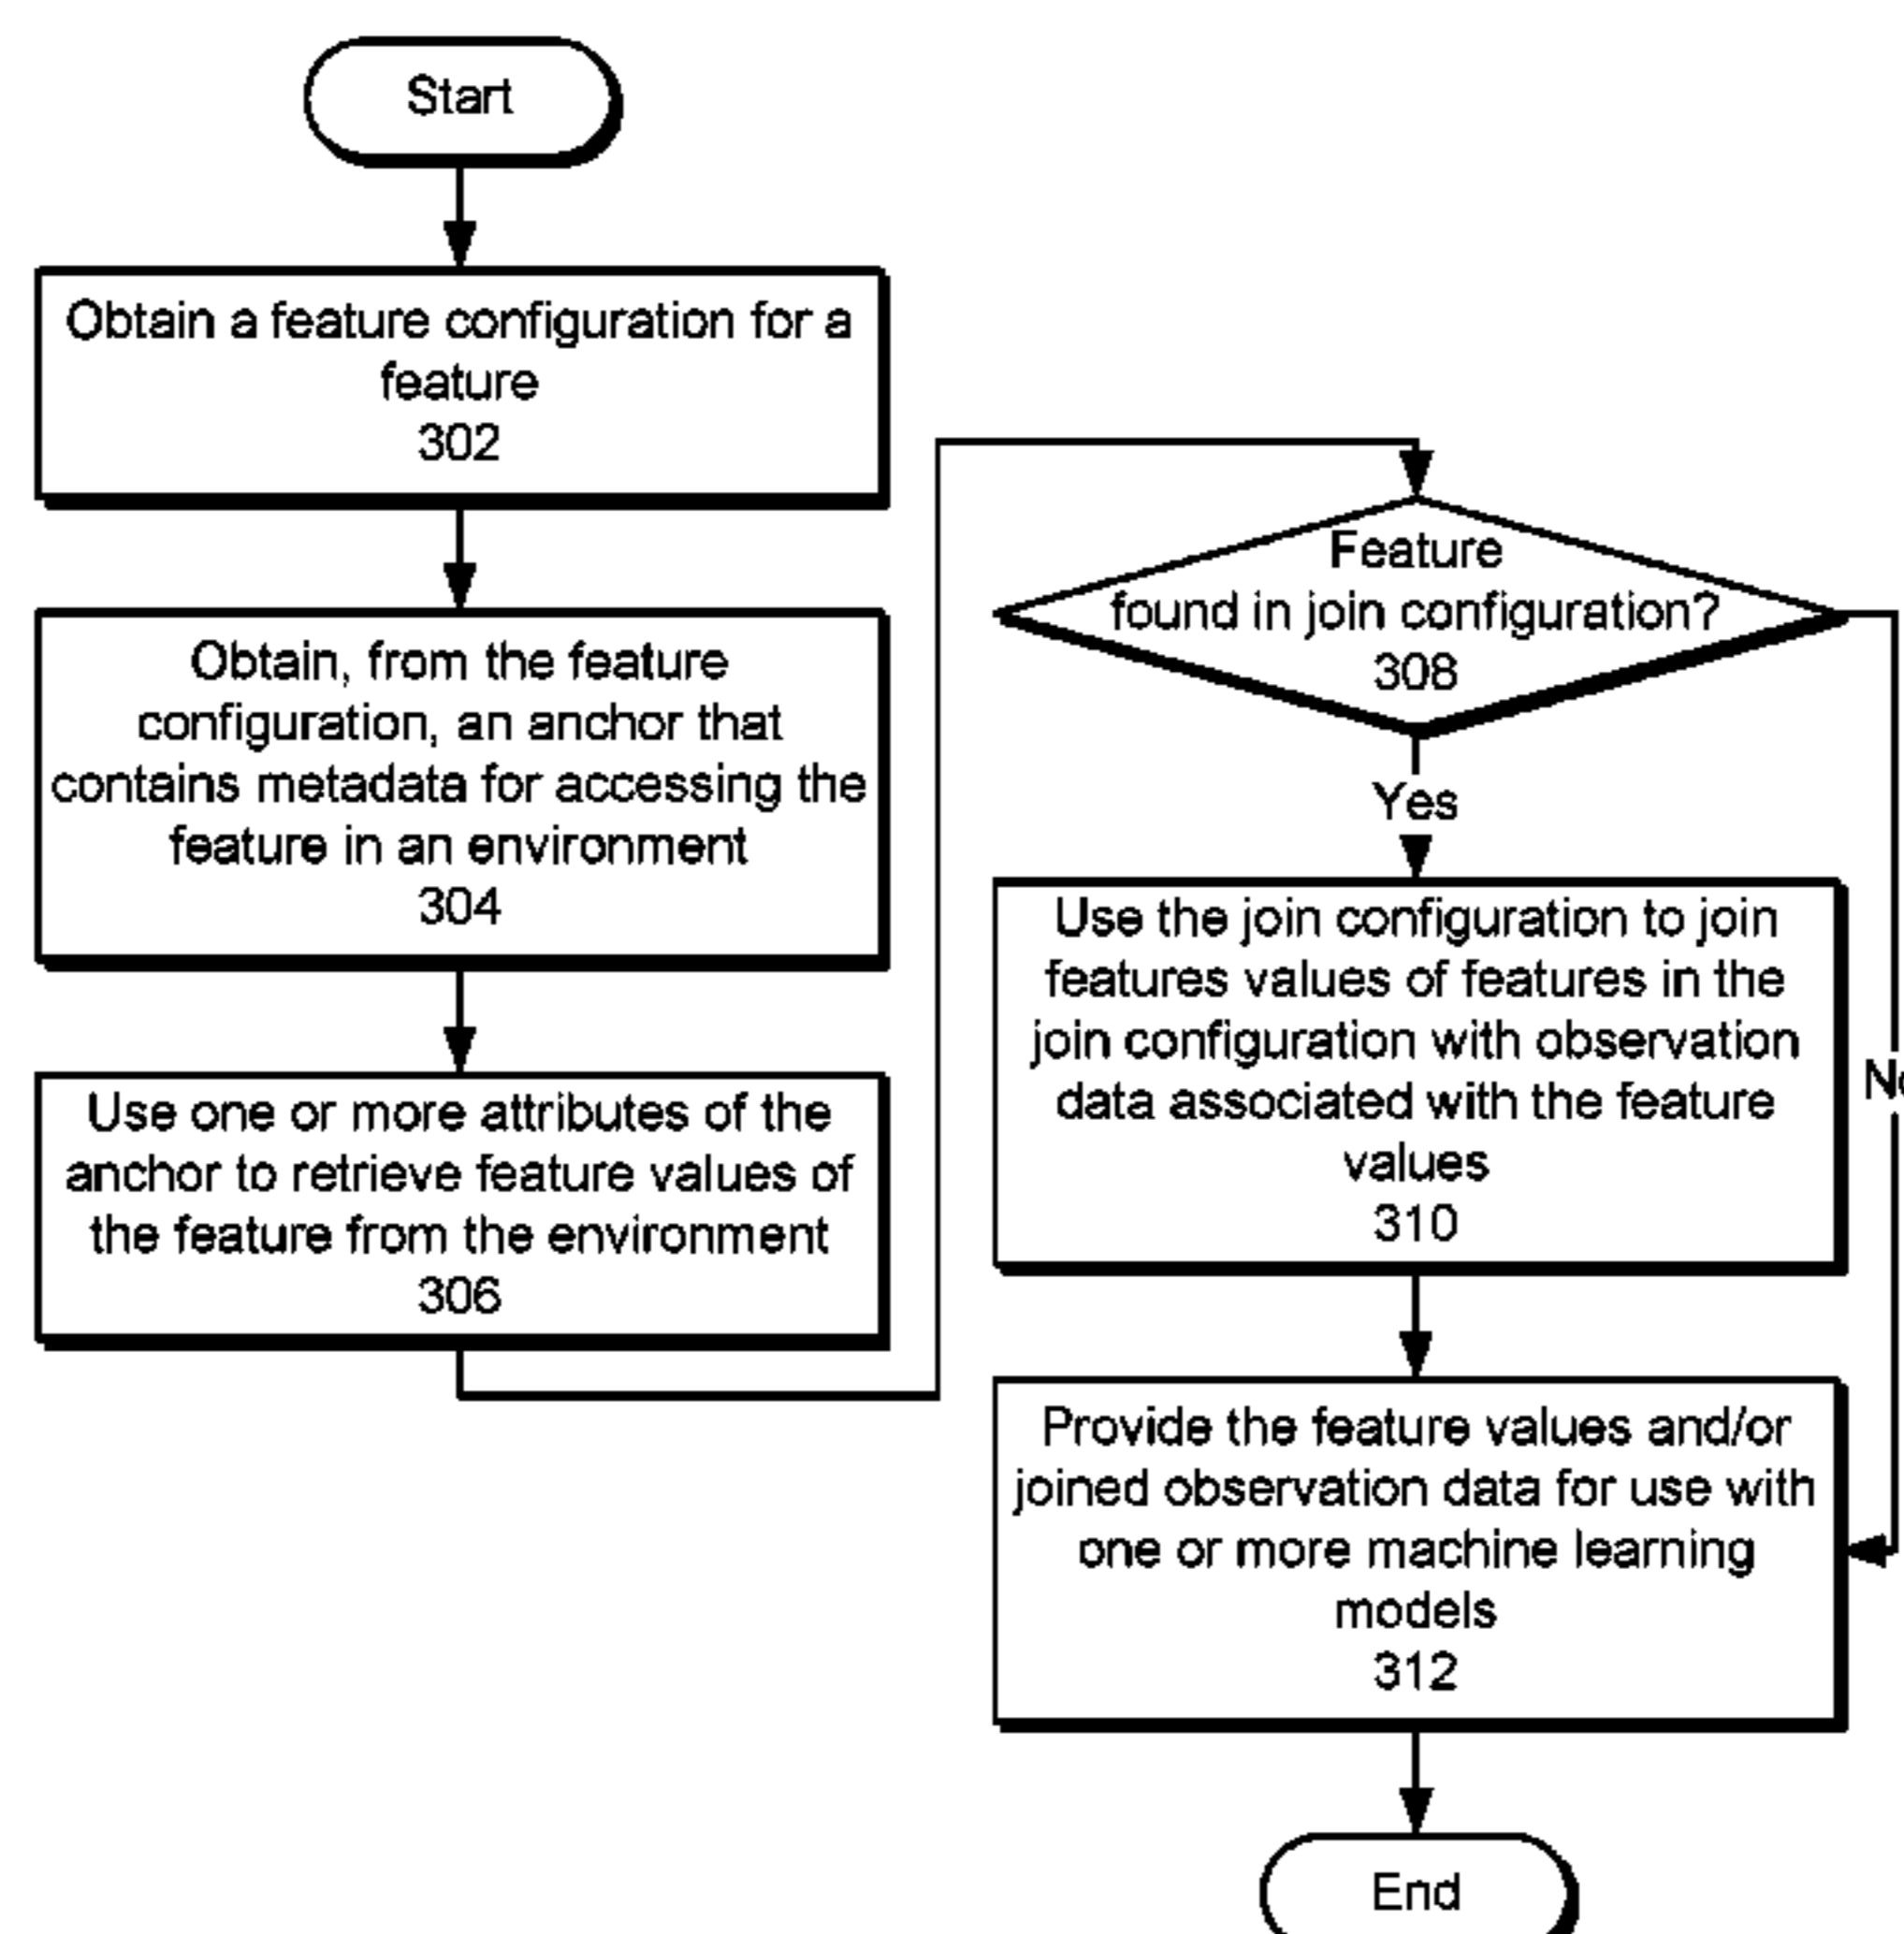 Start
Obtain a feature configuration for a
feature
302
Obtain, from the feature
configuration, an anchor that
contains metadata for accessing the
feature in an environment
304
Use one or more attributes of the
anchor to retrieve feature values of
the feature from the environment
306
Feature
found in join configuration?
308
Yes
Use the join configuration to join
features values of features in the
join configuration with observation
data associated with the feature
values
310
Provide the feature values and/or
joined observation data for use with
one or more machine learning
models
312
End